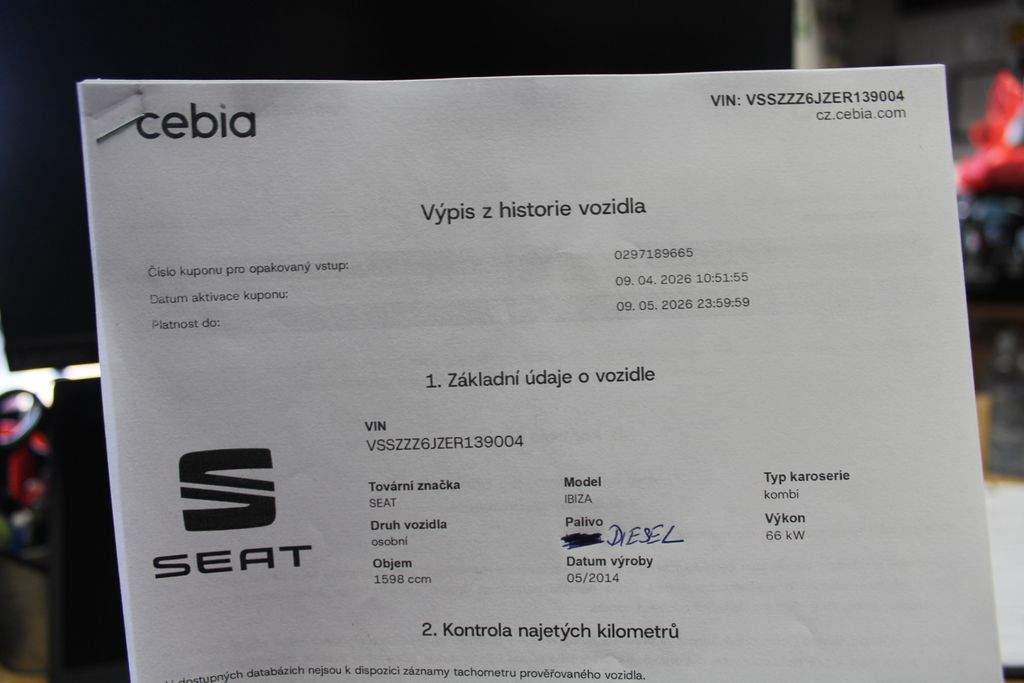 cebia
VIN: VSSZZZ6JZER139004
cz.cebia.com
Výpis z historie vozidla
Číslo kuponu pro opakovaný vstup: 0297189665
Datum aktivace kuponu: 09. 04. 2026 10:51:55
Platnost do: 09. 05. 2026 23:59:59
1. Základní údaje o vozidle
VIN
VSSZZZ6JZER139004
Tovární značka Model Typ karoserie
SEAT IBIZA kombi
Druh vozidla Palivo Výkon
osobní DIESEL 66 kW
Objem Datum výroby
1598 ccm 05/2014
SEAT
2. Kontrola najetých kilometrů
dostupných databázích nejsou k dispozici záznamy tachometru prověřovaného vozidla.